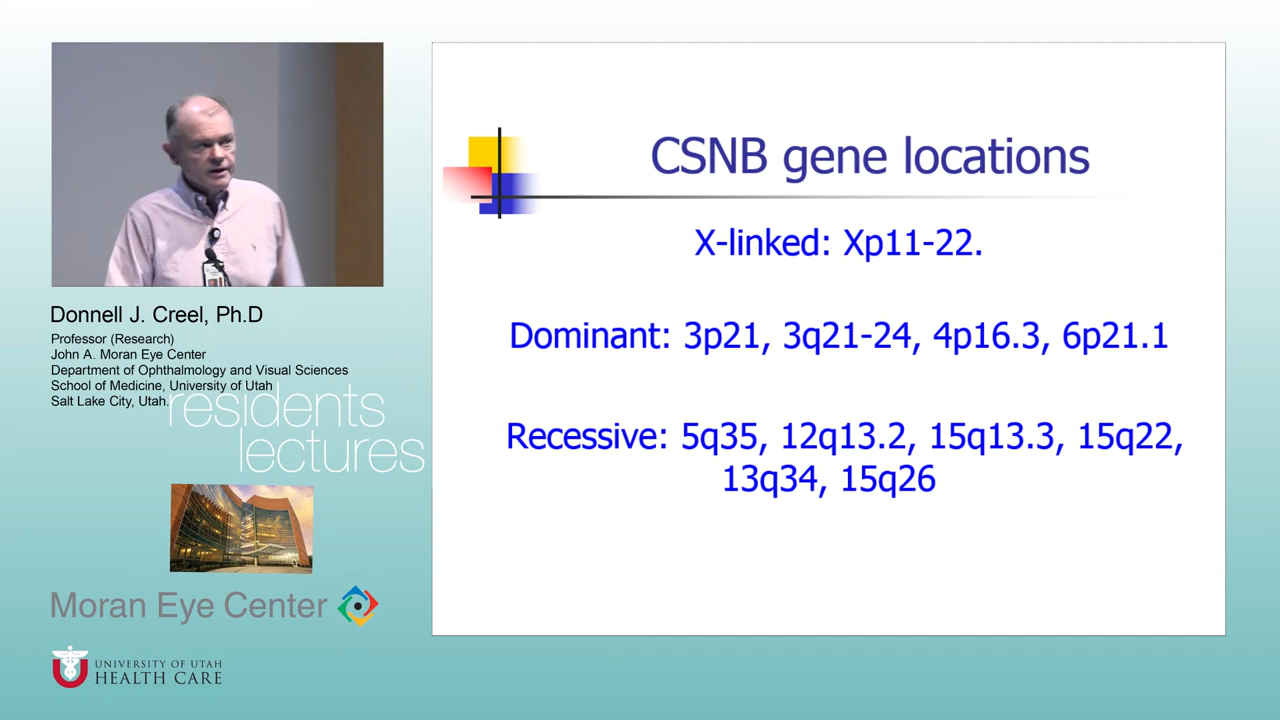 CSNB gene locations
X-linked: Xp11-22.
Dominant: 3p21, 3q21-24, 4p16.3, 6p21.1
Recessive: 5q35, 12q13.2, 15q13.3, 15q22,
13q34, 15q26
Donnell J. Creel, Ph.D
Professor (Research)
John A. Moran Eye Center
Department of Ophthalmology and Visual Sciences
School of Medicine, University of Utah
Salt Lake City, Utah.
residents
lectures
Moran Eye Center
UNIVERSITY OF UTAH
HEALTH CARE